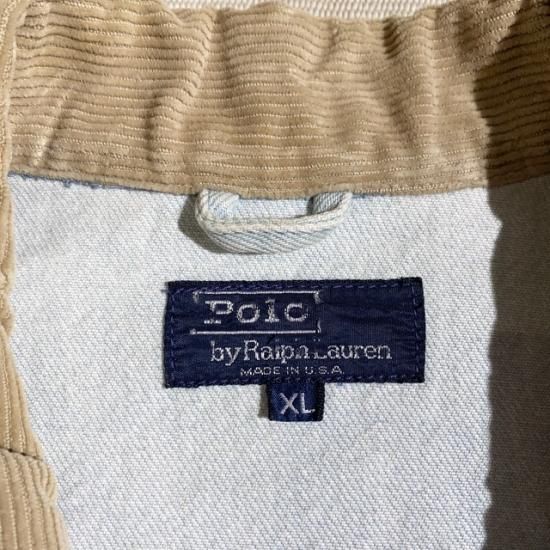 Polo
by Ralph Lauren
MADE IN U.S.A.
XL